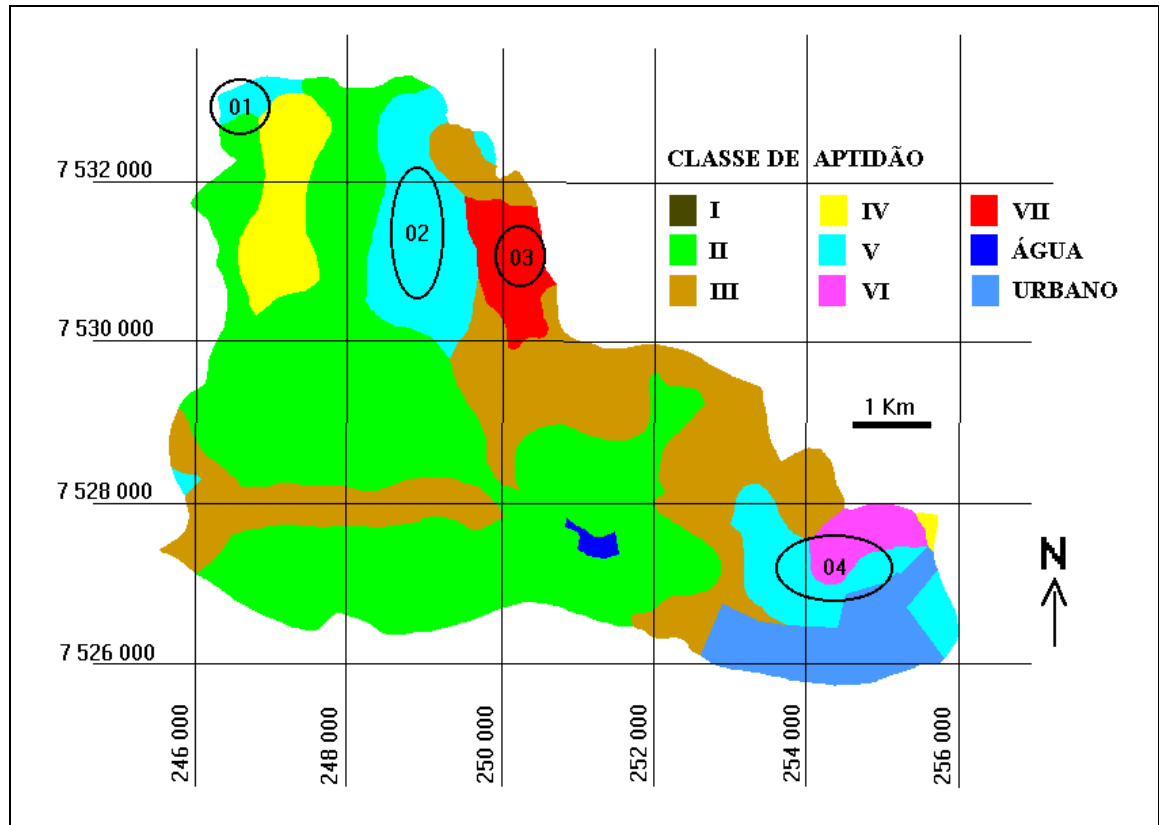 01
02
03
04
CLASSE DE APTIDÃO
I IV VII
II V ÁGUA
III VI URBANO
1 Km
N
7 532 000
7 530 000
7 528 000
7 526 000
246 000
248 000
250 000
252 000
254 000
256 000